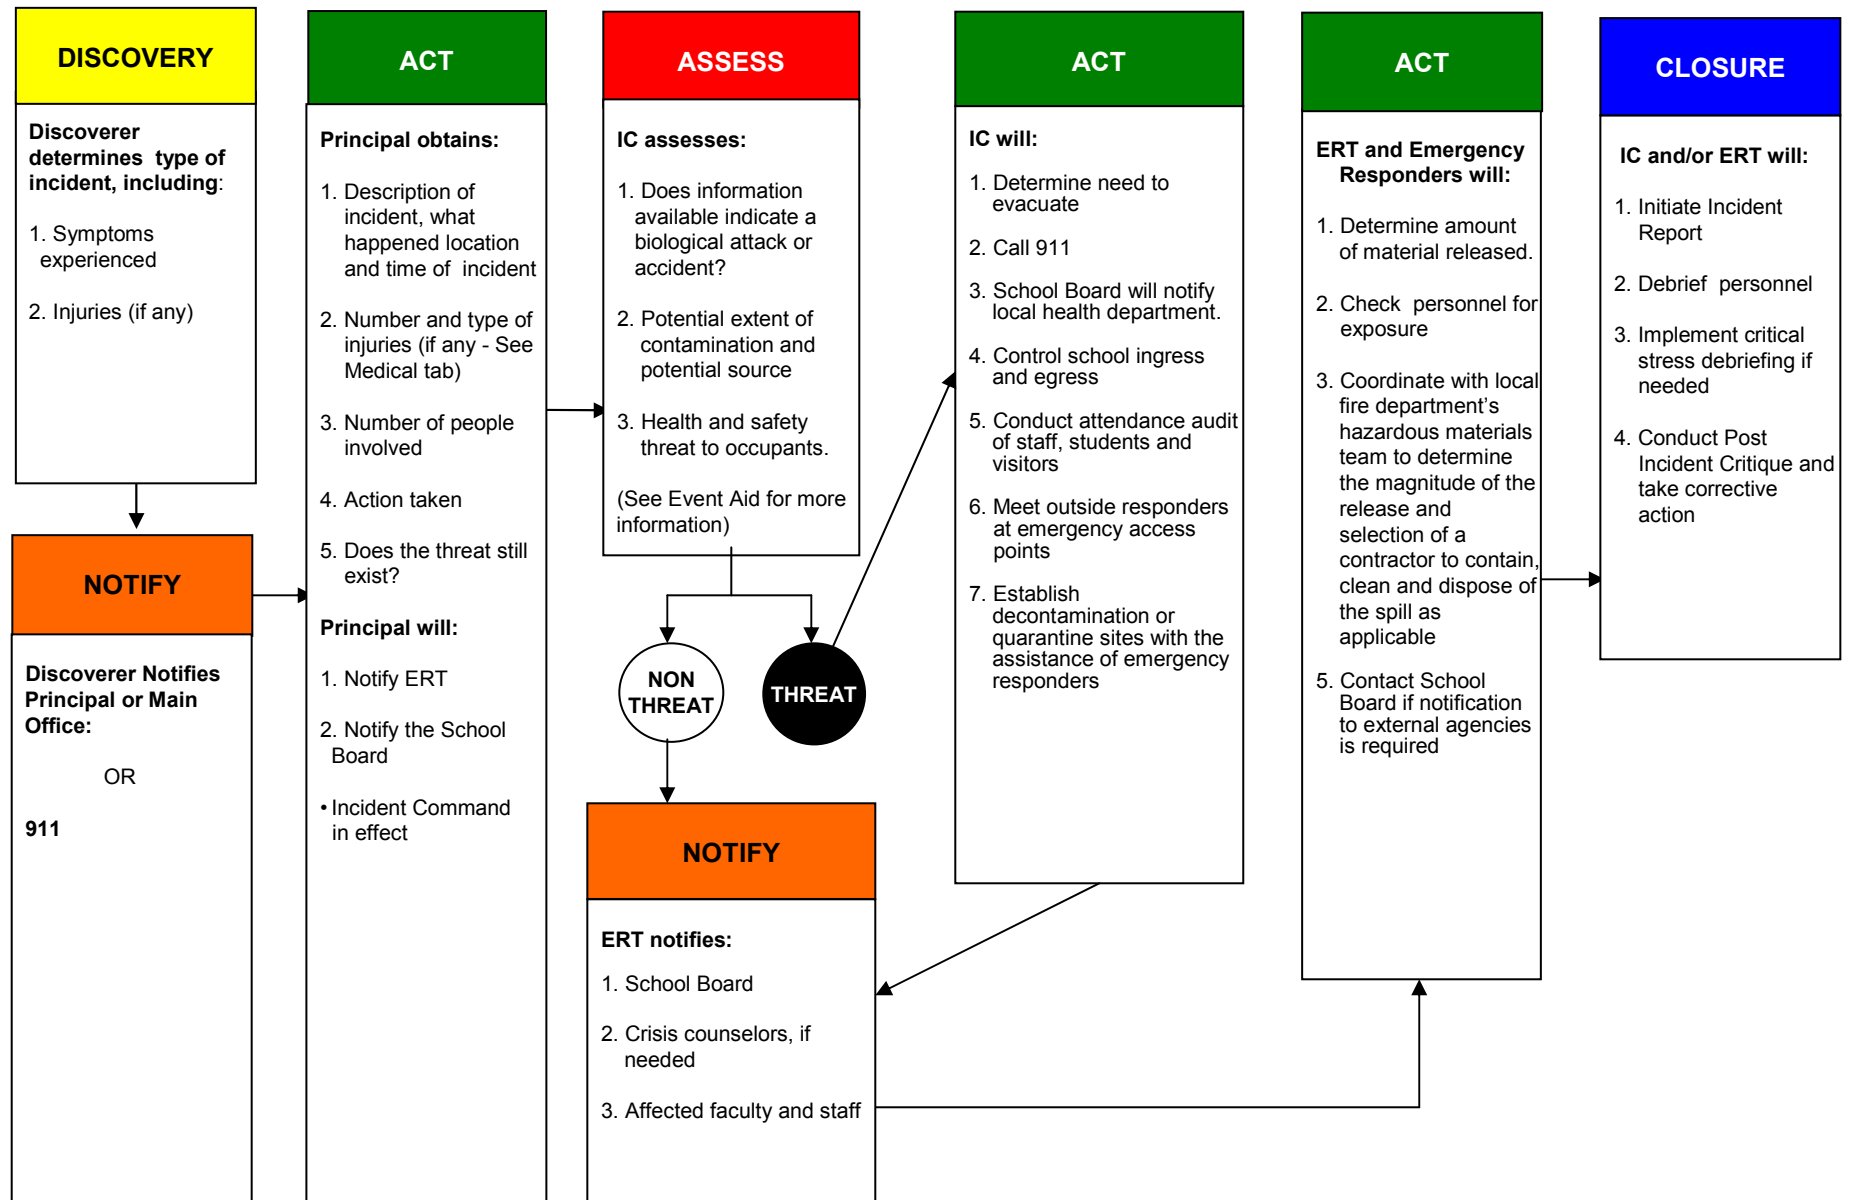 DISCOVERY
Discoverer
determines type of
incident, including:
1. Symptoms
experienced
2. Injuries (if any)
NOTIFY
Discoverer Notifies
Principal or Main
Office:
OR
911
ACT
Principal obtains:
1. Description of
incident, what
happened location
and time of incident
2. Number and type of
injuries (if any - See
Medical tab)
3. Number of people
involved
4. Action taken
5. Does the threat still
exist?
Principal will:
1. Notify ERT
2. Notify the School
Board
• Incident Command
in effect
ASSESS
IC assesses:
1. Does information
available indicate a
biological attack or
accident?
2. Potential extent of
contamination and
potential source
3. Health and safety
threat to occupants.
(See Event Aid for more
information)
NON
THREAT
THREAT
NOTIFY
ERT notifies:
1. School Board
2. Crisis counselors, if
needed
3. Affected faculty and staff
ACT
IC will:
1. Determine need to
evacuate
2. Call 911
3. School Board will notify
local health department.
4. Control school ingress
and egress
5. Conduct attendance audit
of staff, students and
visitors
6. Meet outside responders
at emergency access
points
7. Establish
decontamination or
quarantine sites with the
assistance of emergency
responders
ACT
ERT and Emergency
Responders will:
1. Determine amount
of material released.
2. Check personnel for
exposure
3. Coordinate with local
fire department’s
hazardous materials
team to determine
the magnitude of the
release and
selection of a
contractor to contain,
clean and dispose of
the spill as
applicable
5. Contact School
Board if notification
to external agencies
is required
CLOSURE
IC and/or ERT will:
1. Initiate Incident
Report
2. Debrief personnel
3. Implement critical
stress debriefing if
needed
4. Conduct Post
Incident Critique and
take corrective
action